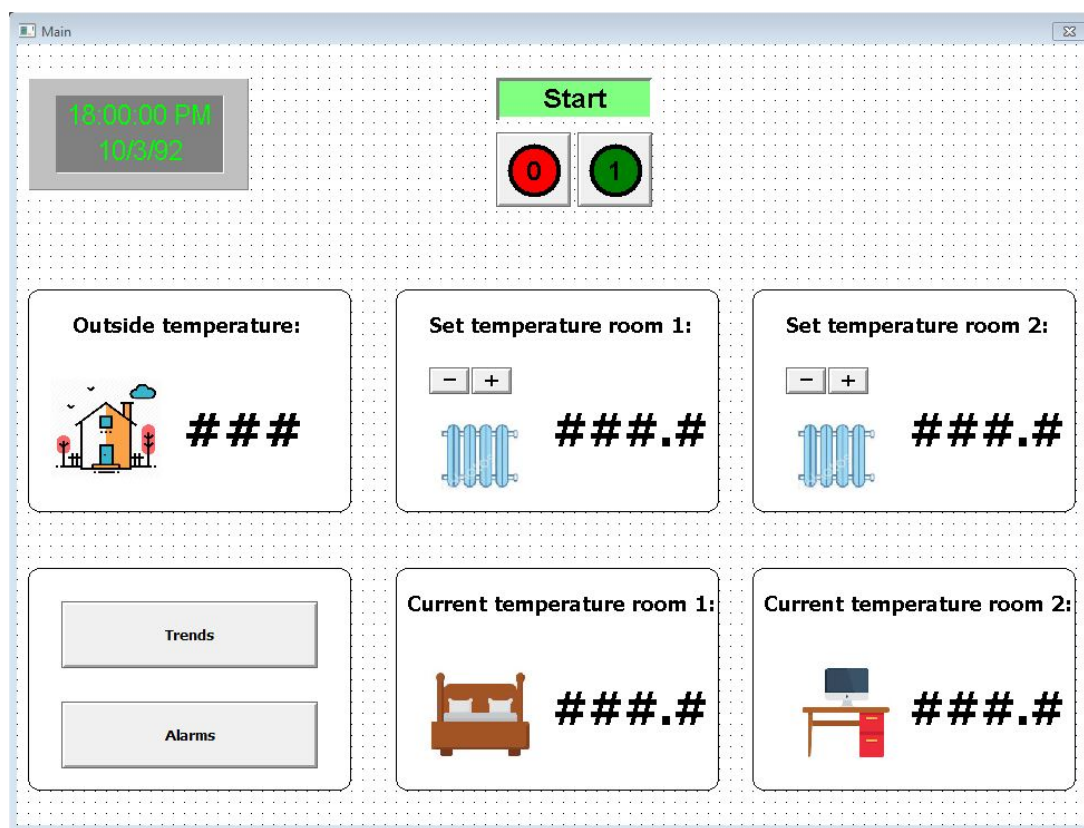 Main
18:00:00 PM
10/3/92
Start
0 1
Outside temperature:
###
Set temperature room 1:
− +
###.#
Set temperature room 2:
− +
###.#
Trends
Alarms
Current temperature room 1:
###.#
Current temperature room 2:
###.#